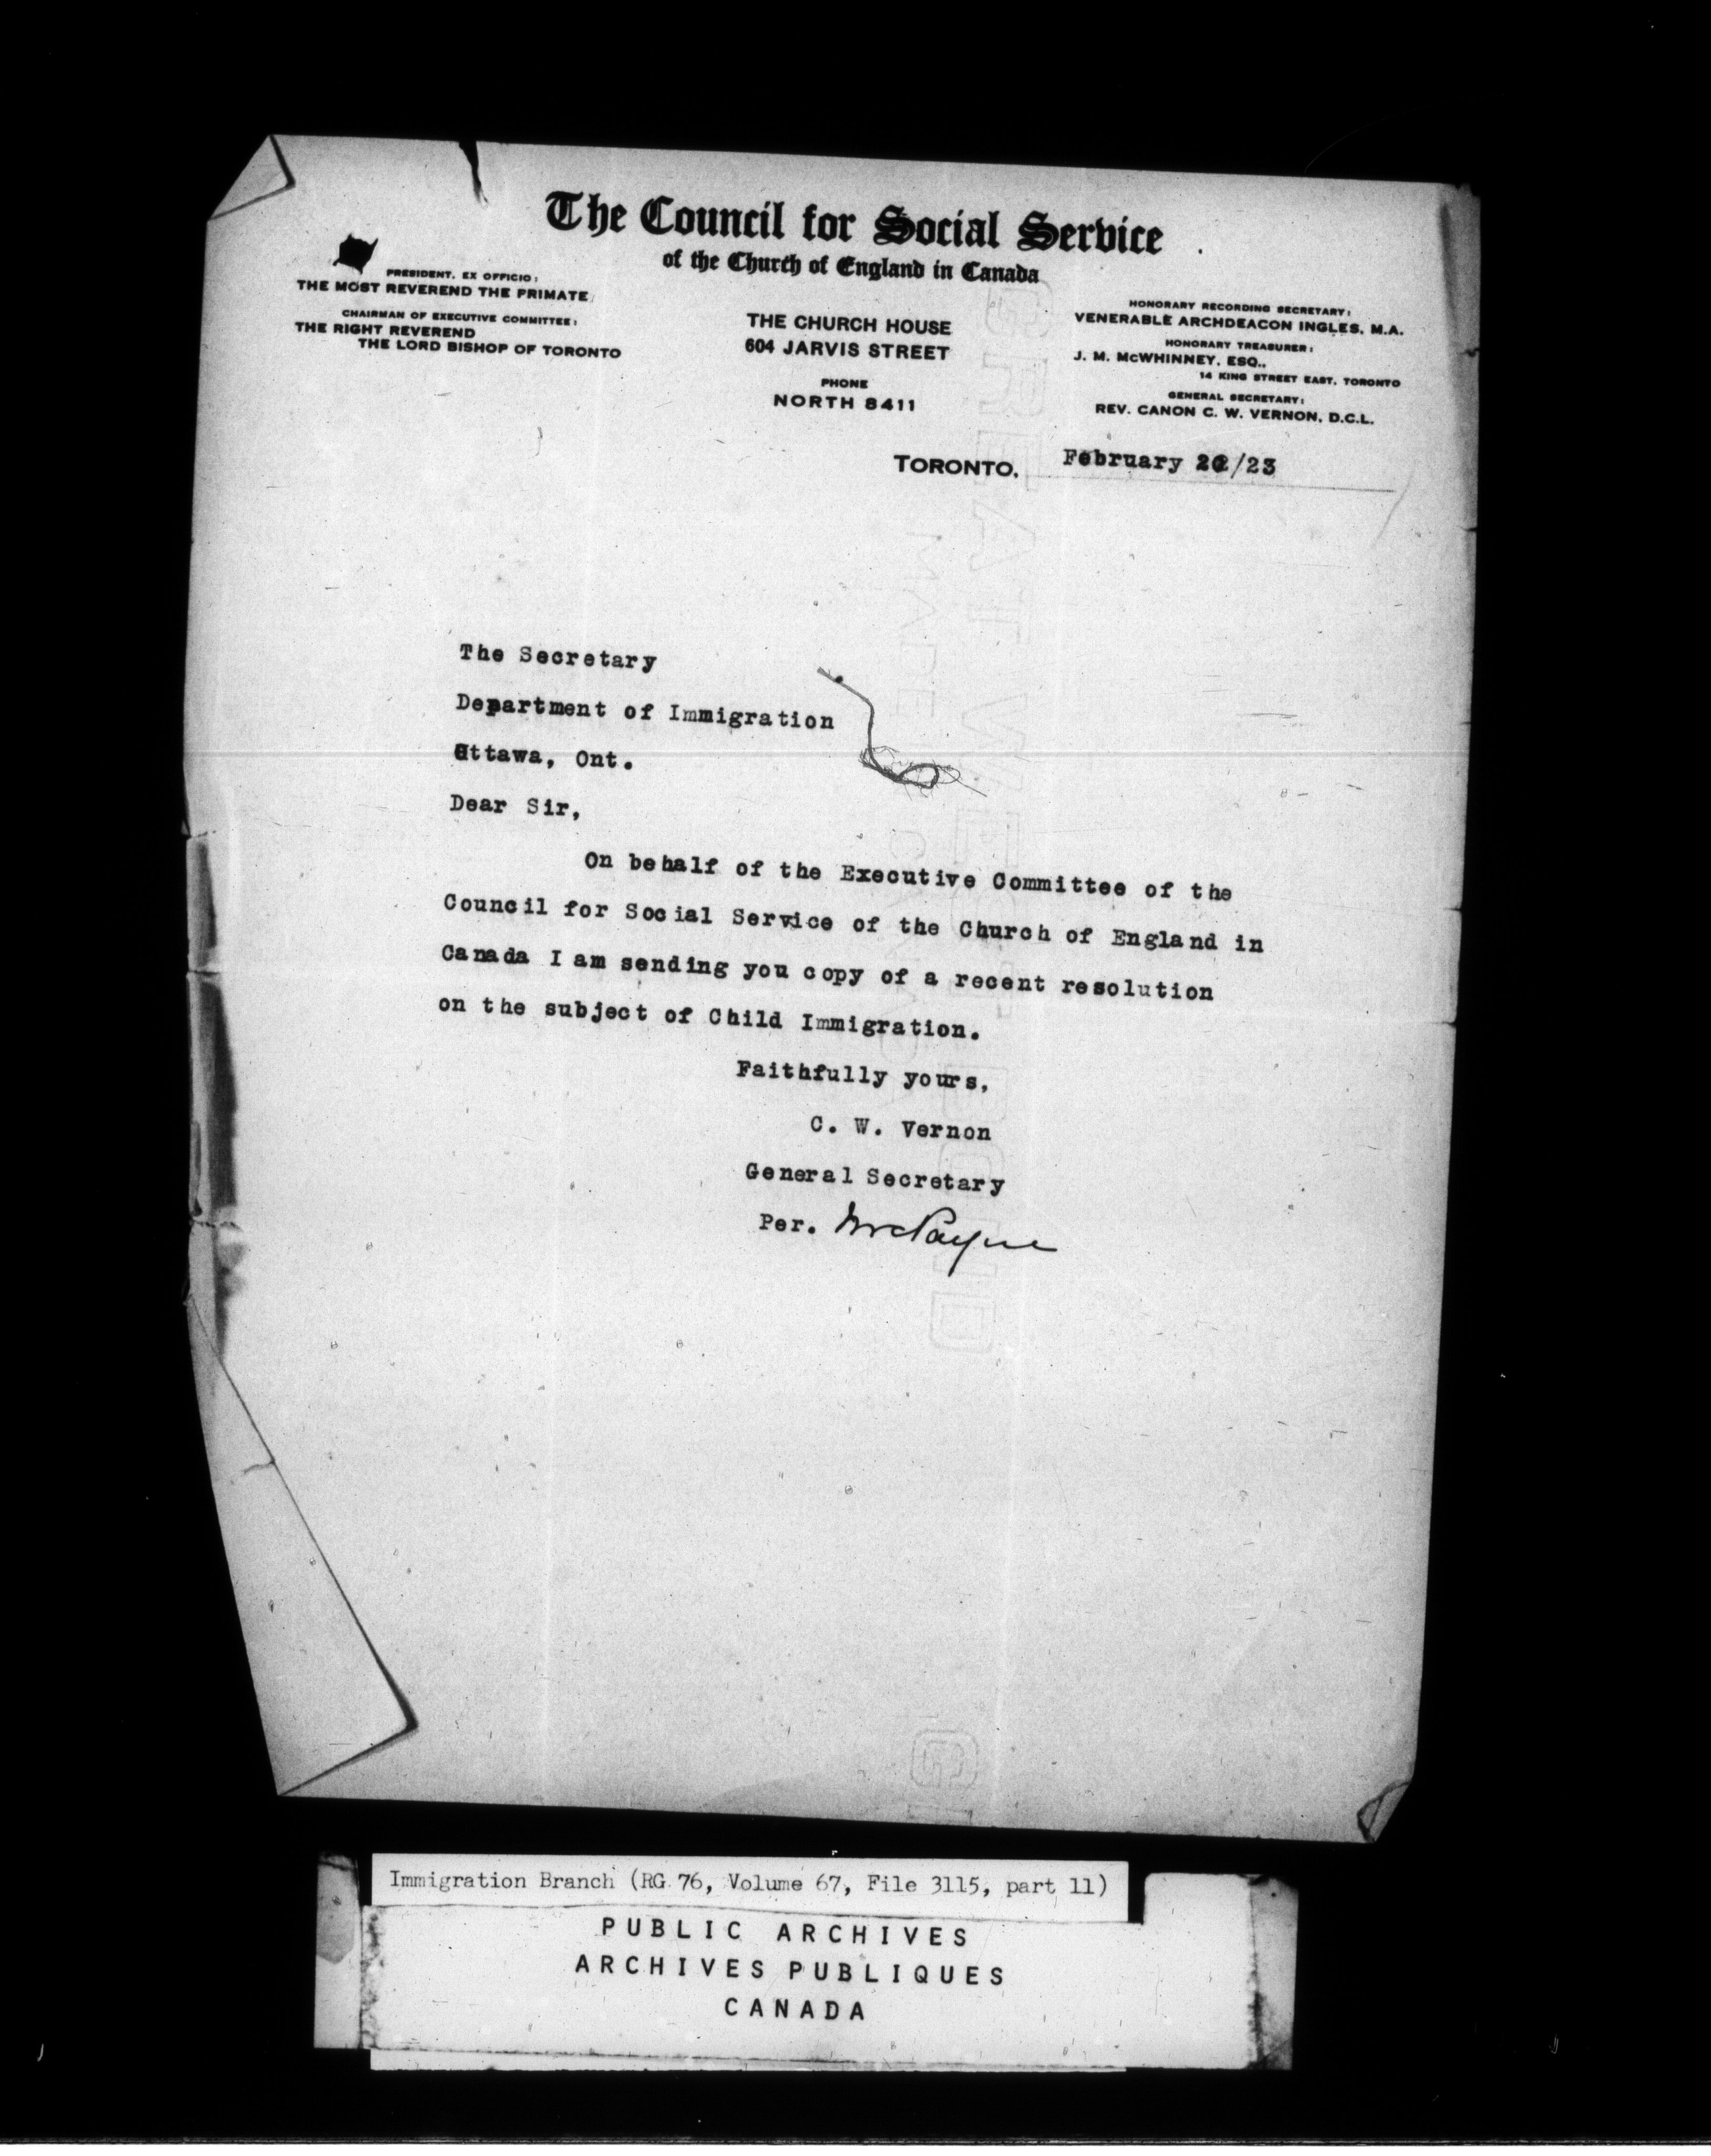 The Council for Social Service
of the Church of England in Canada
PRESIDENT, EX OFFICIO:
THE MOST REVEREND THE PRIMATE
CHAIRMAN OF EXECUTIVE COMMITTEE:
THE RIGHT REVEREND
THE LORD BISHOP OF TORONTO
THE CHURCH HOUSE
604 JARVIS STREET
PHONE
NORTH 8411
HONORARY RECORDING SECRETARY:
VENERABLE ARCHDEACON INGLES, M.A.
HONORARY TREASURER:
J. M. McWHINNEY, ESQ.,
14 KING STREET EAST, TORONTO
GENERAL SECRETARY:
REV. CANON C. W. VERNON, D.C.L.
TORONTO, February /23
The Secretary
Department of Immigration
Ottawa, Ont.
Dear Sir,
On behalf of the Executive Committee of the
Council for Social Service of the Church of England in
Canada I am sending you copy of a recent resolution
on the subject of Child Immigration.
Faithfully yours,
C. W. Vernon
General Secretary
Per.
Immigration Branch (RG 76, Volume 67, File 3115, part 11)
PUBLIC ARCHIVES
ARCHIVES PUBLIQUES
CANADA